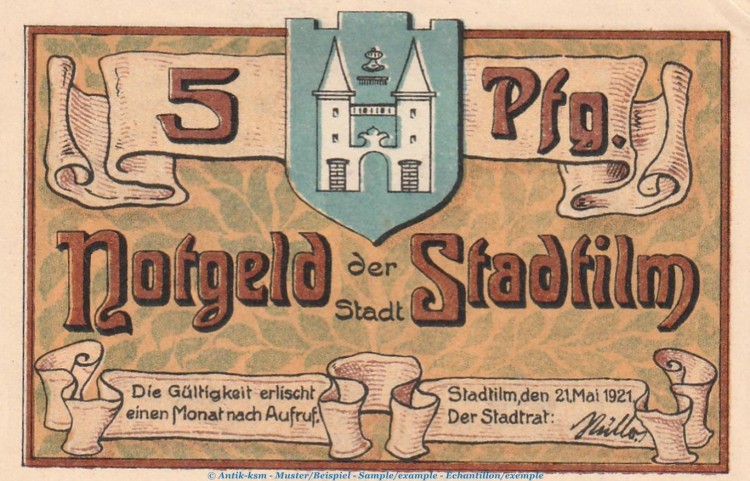 5 Pfg.
Notgeld der Stadt Stadtilm
Die Gültigkeit erlischt
einen Monat nach Aufruf.
Stadtilm, den 21. Mai 1921.
Der Stadtrat:
© Antik-ksm - Muster/Beispiel - Sample/example - Echantillon/exemple